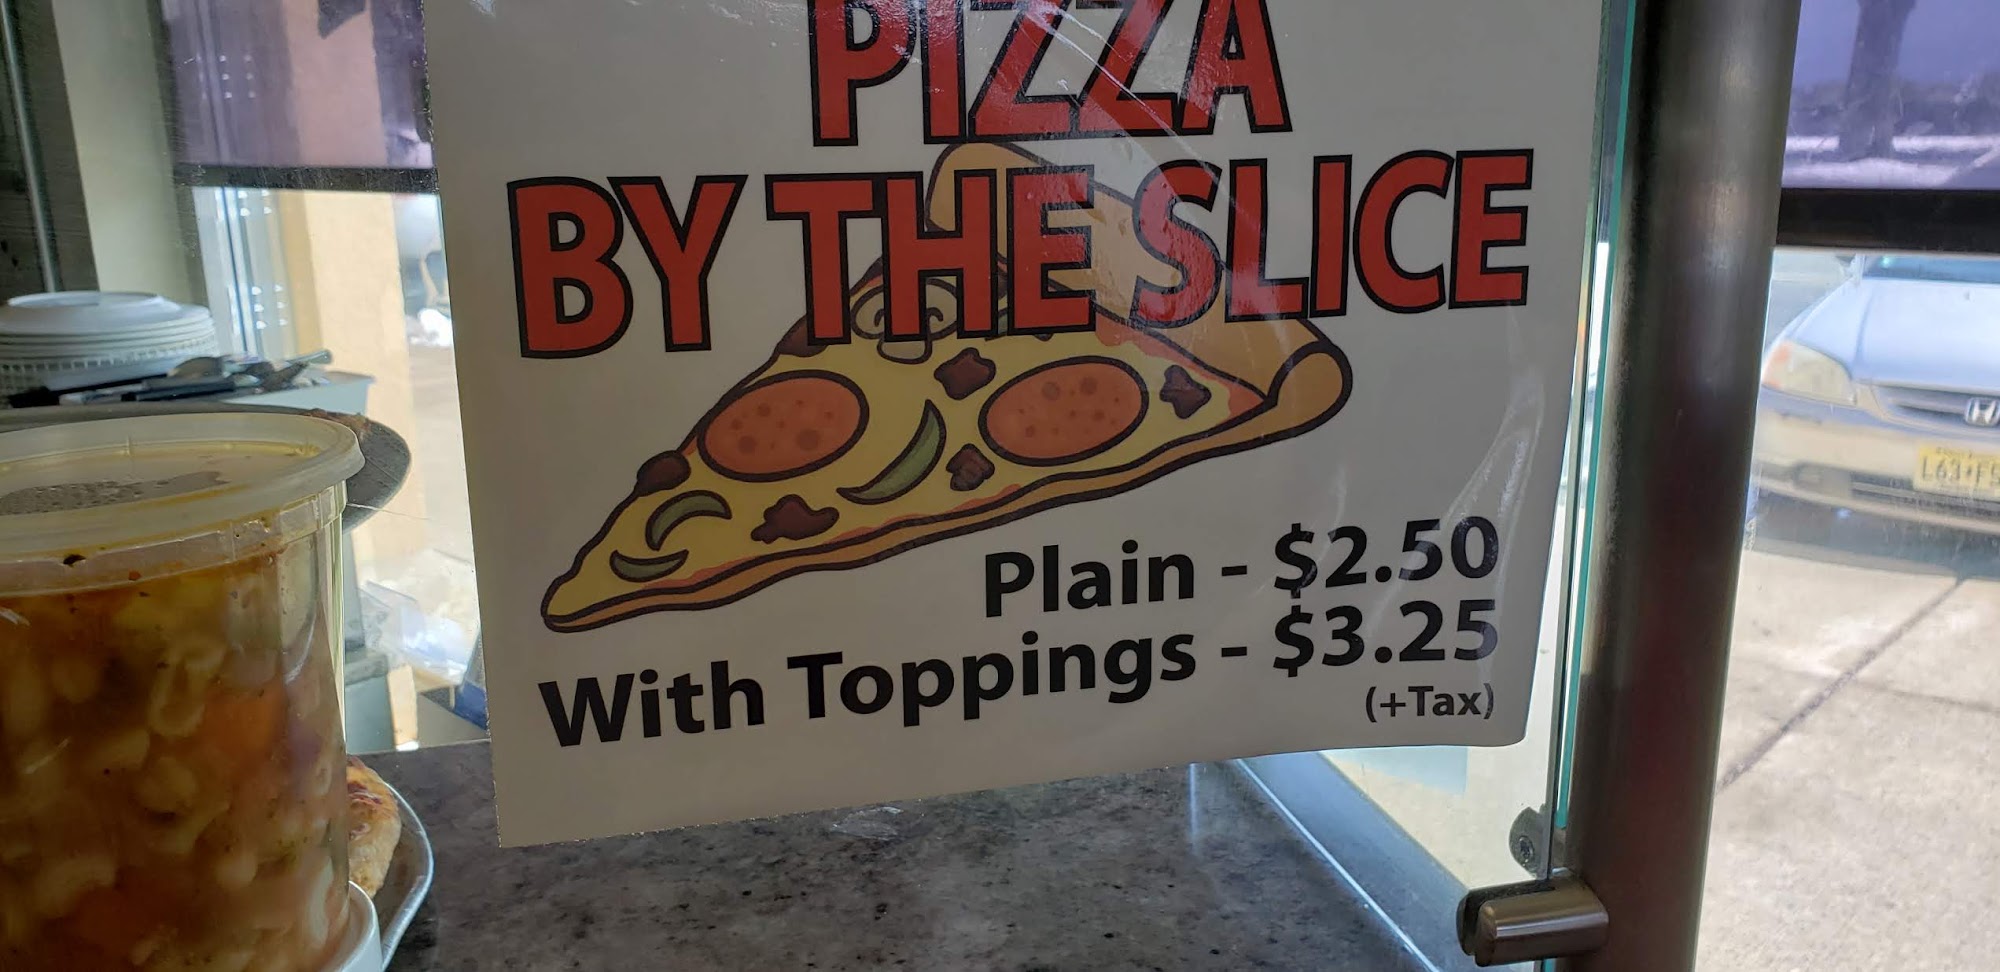 PIZZA
BY THE SLICE
Plain - $2.50
With Toppings - $3.25
(+Tax)